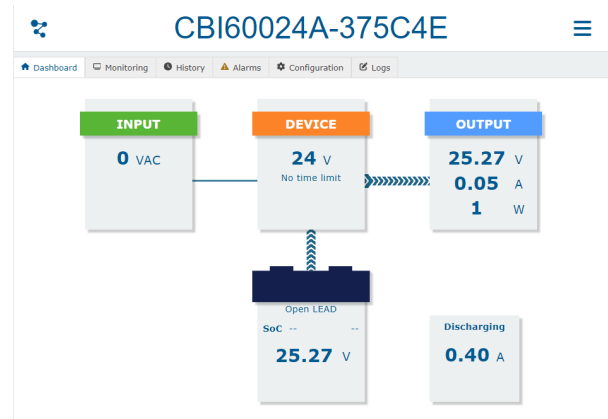 CBI60024A-375C4E
Dashboard Monitoring History Alarms Configuration Logs
INPUT
0 VAC
DEVICE
24 V
No time limit
OUTPUT
25.27 V
0.05 A
1 W
Open LEAD
SoC -- --
25.27 V
Discharging
0.40 A